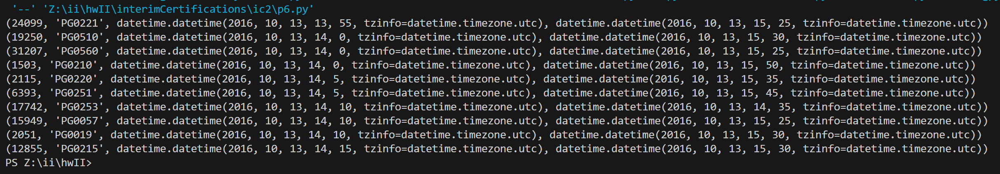 '--' 'Z:\ii\hwII\interimCertifications\ic2\p6.py'
(24099, 'PG0221', datetime.datetime(2016, 10, 13, 13, 55, tzinfo=datetime.timezone.utc), datetime.datetime(2016, 10, 13, 15, 25, tzinfo=datetime.timezone.utc))
(19250, 'PG0510', datetime.datetime(2016, 10, 13, 14, 0, tzinfo=datetime.timezone.utc), datetime.datetime(2016, 10, 13, 15, 30, tzinfo=datetime.timezone.utc))
(31207, 'PG0560', datetime.datetime(2016, 10, 13, 14, 0, tzinfo=datetime.timezone.utc), datetime.datetime(2016, 10, 13, 15, 25, tzinfo=datetime.timezone.utc))
(1503, 'PG0210', datetime.datetime(2016, 10, 13, 14, 0, tzinfo=datetime.timezone.utc), datetime.datetime(2016, 10, 13, 15, 50, tzinfo=datetime.timezone.utc))
(2115, 'PG0220', datetime.datetime(2016, 10, 13, 14, 5, tzinfo=datetime.timezone.utc), datetime.datetime(2016, 10, 13, 15, 35, tzinfo=datetime.timezone.utc))
(6393, 'PG0251', datetime.datetime(2016, 10, 13, 14, 5, tzinfo=datetime.timezone.utc), datetime.datetime(2016, 10, 13, 15, 45, tzinfo=datetime.timezone.utc))
(17742, 'PG0253', datetime.datetime(2016, 10, 13, 14, 10, tzinfo=datetime.timezone.utc), datetime.datetime(2016, 10, 13, 14, 35, tzinfo=datetime.timezone.utc))
(15949, 'PG0057', datetime.datetime(2016, 10, 13, 14, 10, tzinfo=datetime.timezone.utc), datetime.datetime(2016, 10, 13, 15, 25, tzinfo=datetime.timezone.utc))
(2051, 'PG0019', datetime.datetime(2016, 10, 13, 14, 10, tzinfo=datetime.timezone.utc), datetime.datetime(2016, 10, 13, 15, 30, tzinfo=datetime.timezone.utc))
(12855, 'PG0215', datetime.datetime(2016, 10, 13, 14, 15, tzinfo=datetime.timezone.utc), datetime.datetime(2016, 10, 13, 15, 30, tzinfo=datetime.timezone.utc))
PS Z:\ii\hwII>